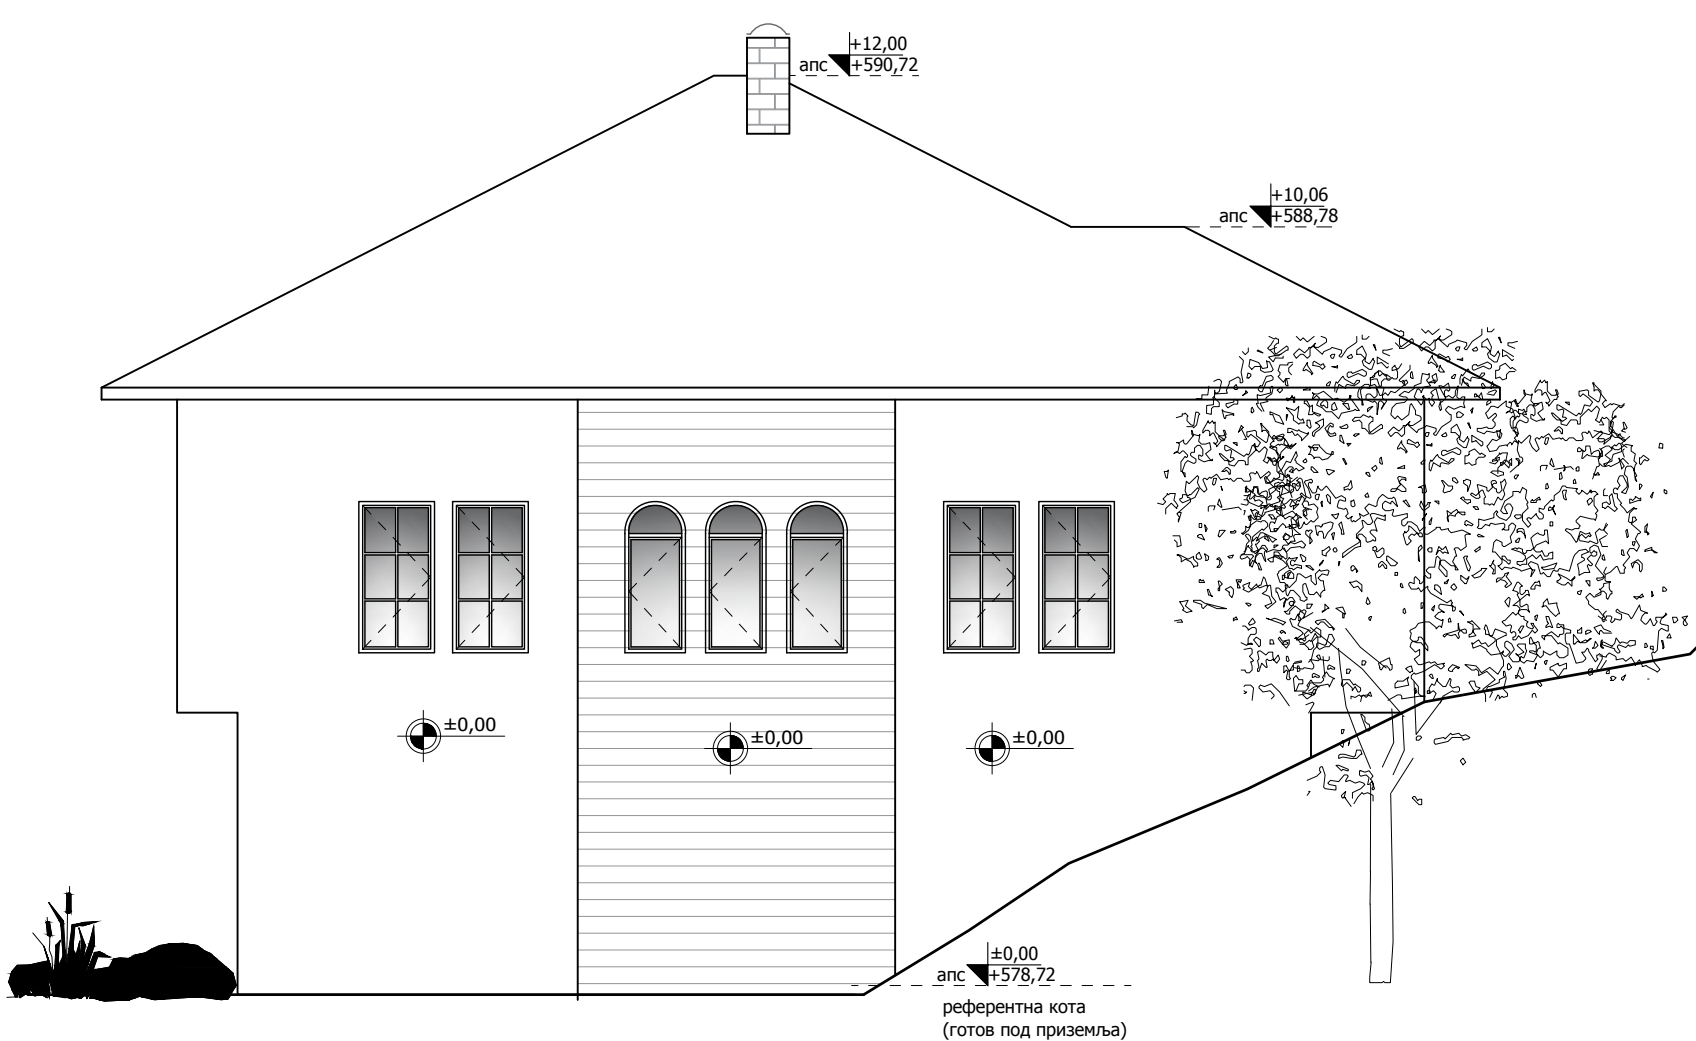 +12,00
апс +590,72
+10,06
апс +588,78
±0,00
±0,00
±0,00
±0,00
апс +578,72
референтна кота
(готов под приземља)